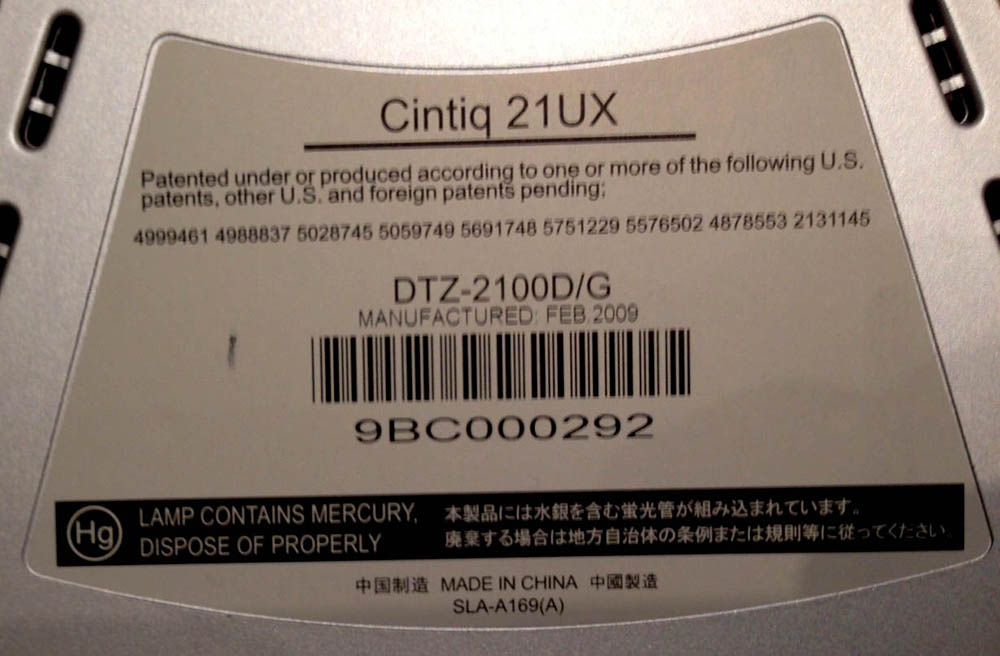 Cintiq 21UX
Patented under or produced according to one or more of the following U.S.
patents, other U.S. and foreign patents pending;
4999461 4988837 5028745 5059749 5691748 5751229 5576502 4878553 2131145
DTZ-2100D/G
MANUFACTURED: FEB.2009
9BC000292
Hg
LAMP CONTAINS MERCURY,
DISPOSE OF PROPERLY
本製品には水銀を含む蛍光管が組み込まれています。
廃棄する場合は地方自治体の条例または規則等に従ってください。
中国制造 MADE IN CHINA 中國製造
SLA-A169(A)